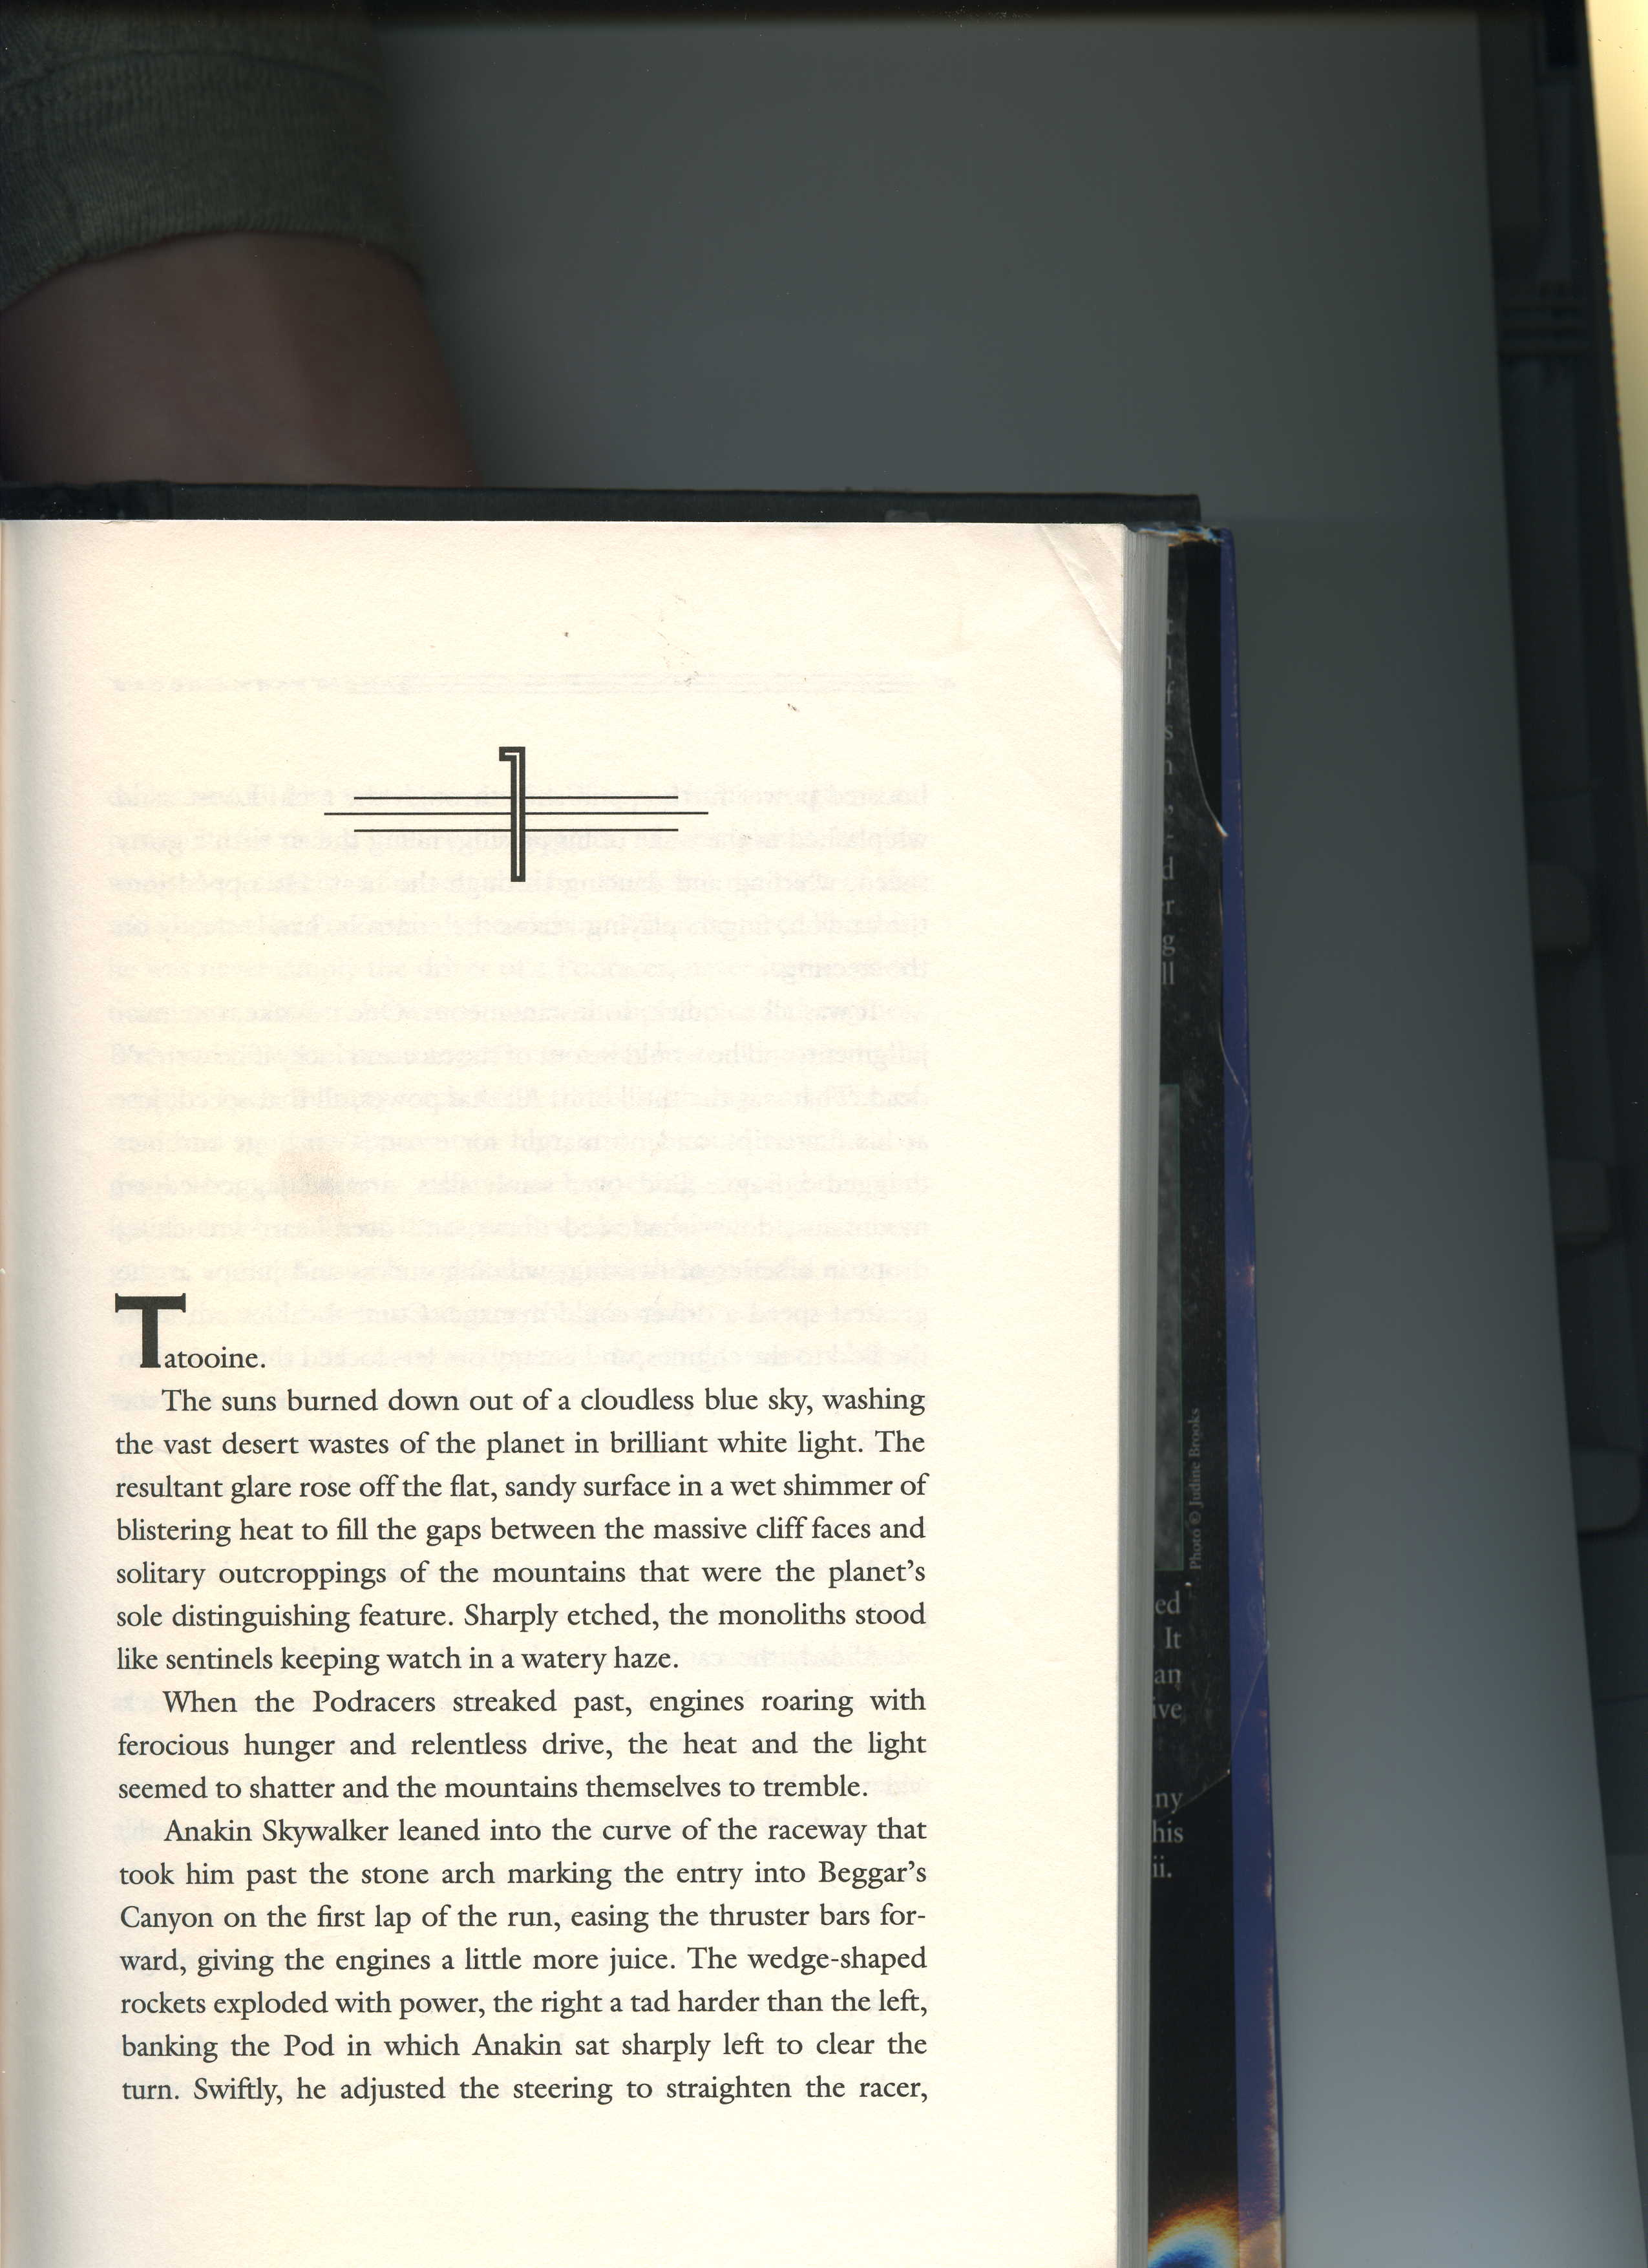 1
Tatooine.
The suns burned down out of a cloudless blue sky, washing
the vast desert wastes of the planet in brilliant white light. The
resultant glare rose off the flat, sandy surface in a wet shimmer of
blistering heat to fill the gaps between the massive cliff faces and
solitary outcroppings of the mountains that were the planet's
sole distinguishing feature. Sharply etched, the monoliths stood
like sentinels keeping watch in a watery haze.
When the Podracers streaked past, engines roaring with
ferocious hunger and relentless drive, the heat and the light
seemed to shatter and the mountains themselves to tremble.
Anakin Skywalker leaned into the curve of the raceway that
took him past the stone arch marking the entry into Beggar's
Canyon on the first lap of the run, easing the thruster bars for-
ward, giving the engines a little more juice. The wedge-shaped
rockets exploded with power, the right a tad harder than the left,
banking the Pod in which Anakin sat sharply left to clear the
turn. Swiftly, he adjusted the steering to straighten the racer,
Photo © Judine Brooks
ed
It
an
ive
ny
his
ii.